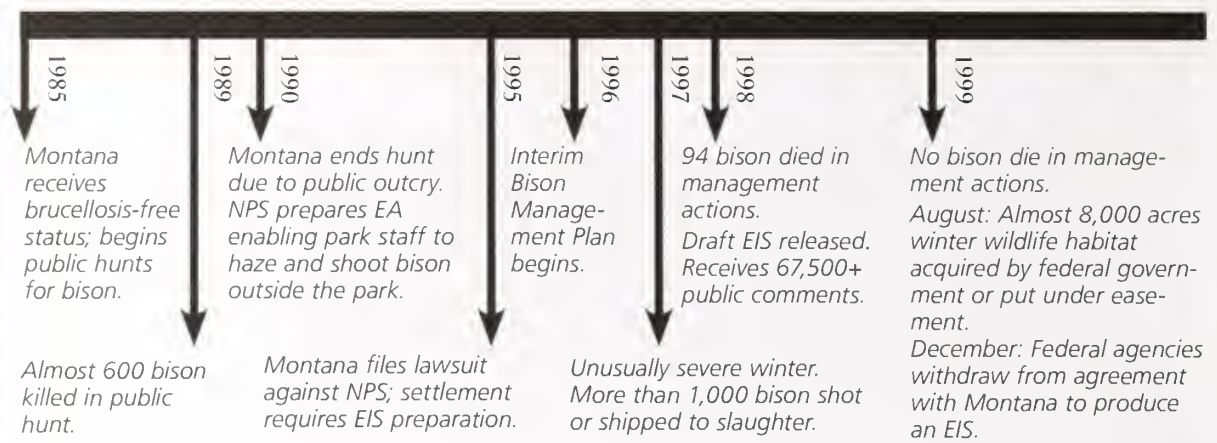 1985
Montana
receives
brucellosis-free
status; begins
public hunts
for bison.
1989
Almost 600 bison
killed in public
hunt.
1990
Montana ends hunt
due to public outcry.
NPS prepares EA
enabling park staff to
haze and shoot bison
outside the park.
1995
Montana files lawsuit
against NPS; settlement
requires EIS preparation.
1996
Interim
Bison
Manage-
ment Plan
begins.
1997
Unusually severe winter.
More than 1,000 bison shot
or shipped to slaughter.
1998
94 bison died in
management
actions.
Draft EIS released.
Receives 67,500+
public comments.
1999
No bison die in manage-
ment actions.
August: Almost 8,000 acres
winter wildlife habitat
acquired by federal govern-
ment or put under ease-
ment.
December: Federal agencies
withdraw from agreement
with Montana to produce
an EIS.